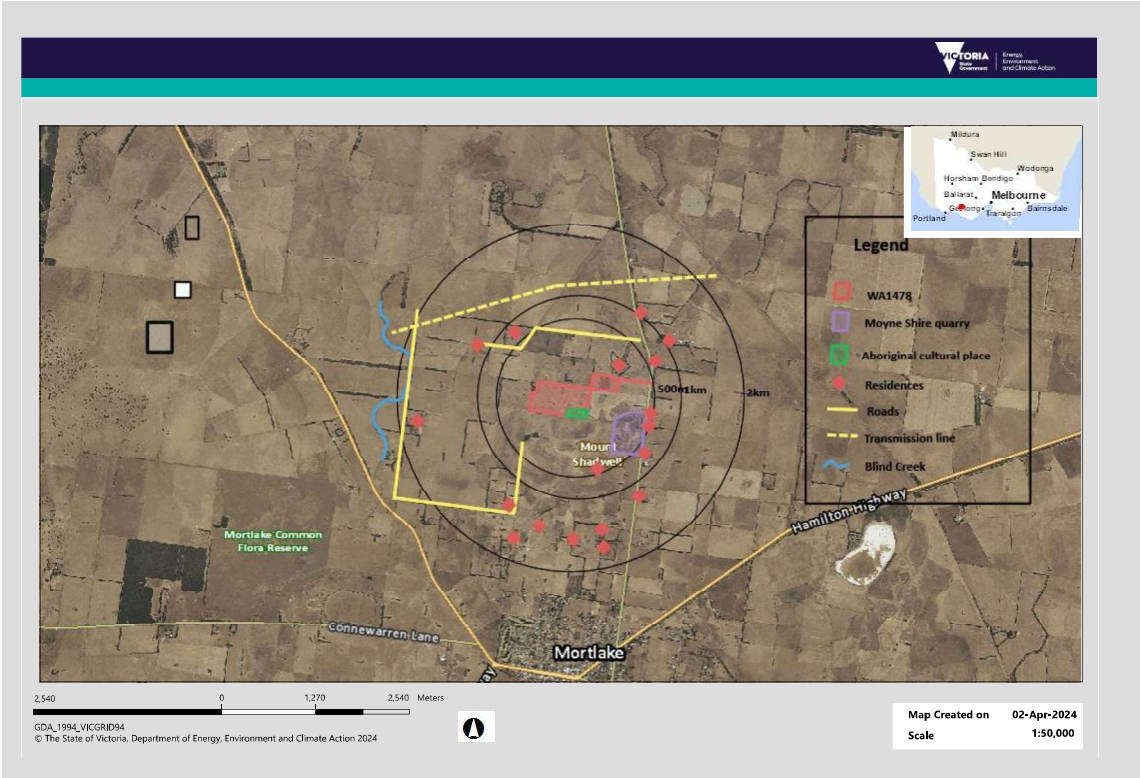 VICTORIA
State
Government
Energy,
Environment
and Climate Action
Mildura
Swan Hill
Wodonga
Horsham
Bendigo
Ballarat
Melbourne
Geelong
Bairnsdale
Traralgon
Portland
Legend
WA1478
Moyne Shire quarry
Aboriginal cultural place
Residences
Roads
Transmission line
Blind Creek
500m
1km
2km
Mount
Shadwell
Hamilton Highway
Mortlake Common
Flora Reserve
Connewarren Lane
Mortlake
way
2,540 0 1,270 2,540 Meters
GDA_1994_VICGRID94
© The State of Victoria, Department of Energy, Environment and Climate Action 2024
Map Created on 02-Apr-2024
Scale 1:50,000